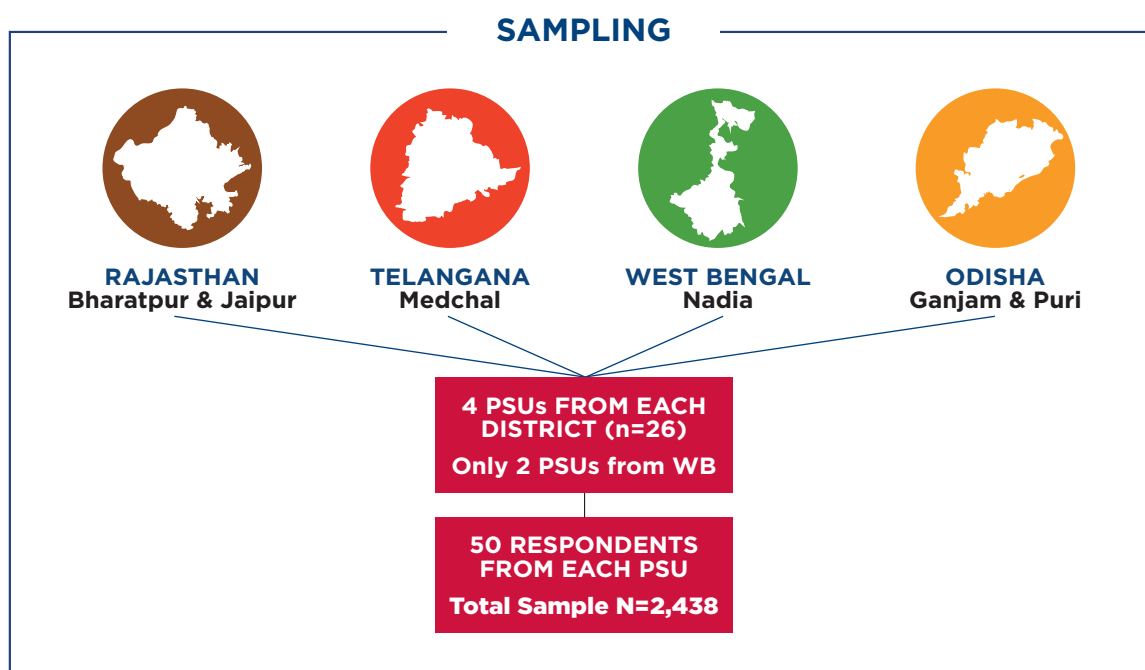 SAMPLING
RAJASTHAN
Bharatpur & Jaipur
TELANGANA
Medchal
WEST BENGAL
Nadia
ODISHA
Ganjam & Puri
4 PSUs FROM EACH
DISTRICT (n=26)
Only 2 PSUs from WB
50 RESPONDENTS
FROM EACH PSU
Total Sample N=2,438